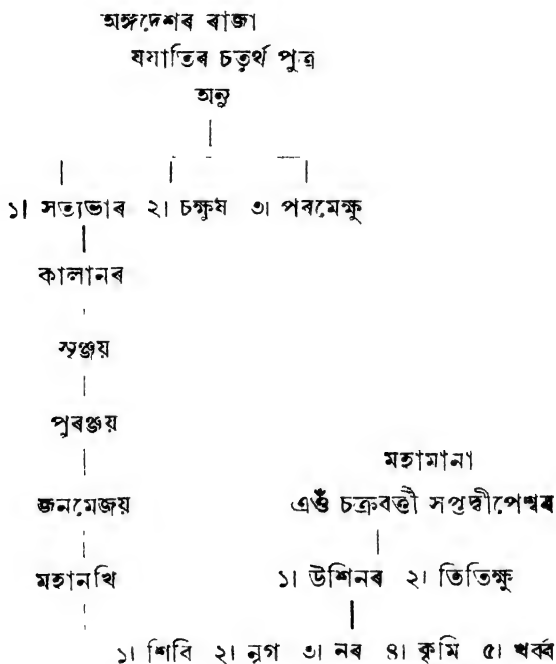 অঙ্গদেশৰ ৰাজা
যযাতিৰ চতুৰ্থ পুত্ৰ
অনু
১। সত্যভাৰ ২। চক্ষুষ ৩। পৰমেক্ষু
কালানৰ
সৃঞ্জয়
পুৰঞ্জয়
জনমেজয়
মহানখি
মহামানা
এওঁ চক্ৰবৰ্ত্তী সপ্তদ্বীপেশ্বৰ
১। উশিনৰ ২। তিতিক্ষু
১। শিবি ২। নৃগ ৩। নৰ ৪। কৃমি ৫। খৰ্ব্ব